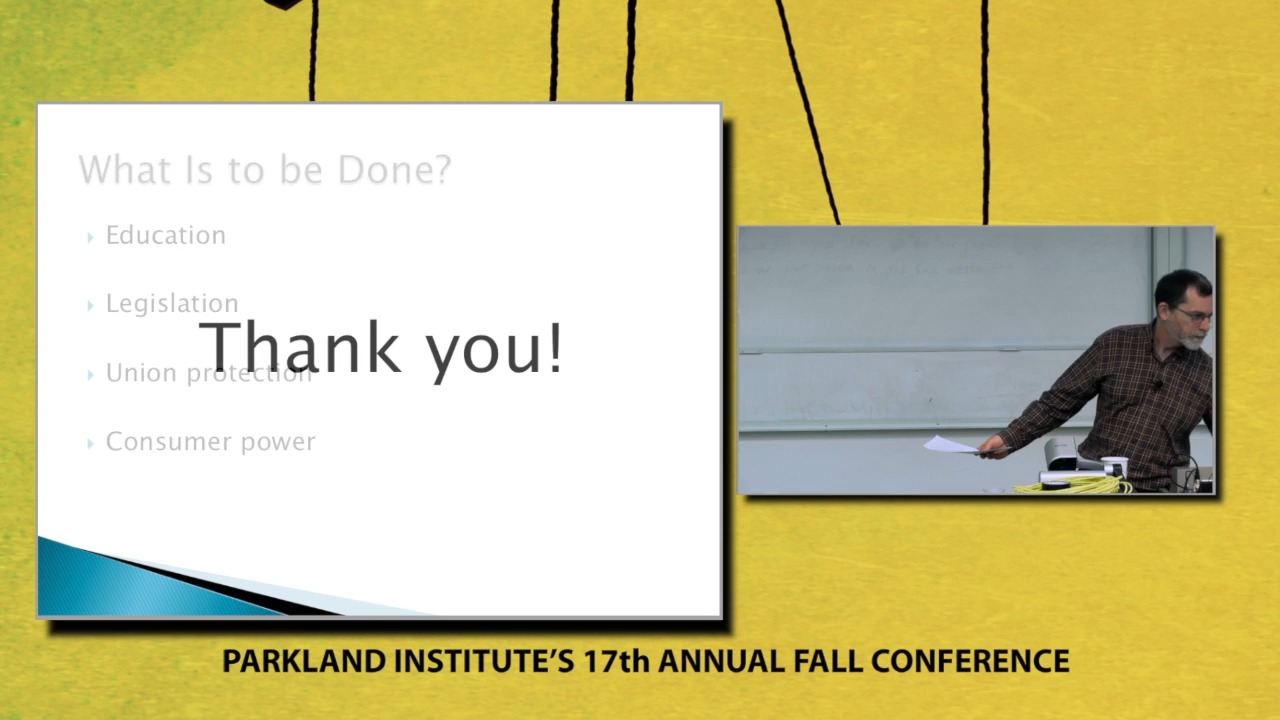 What Is to be Done?
Education
Legislation
Thank you!
Union protection
Consumer power
PARKLAND INSTITUTE'S 17th ANNUAL FALL CONFERENCE